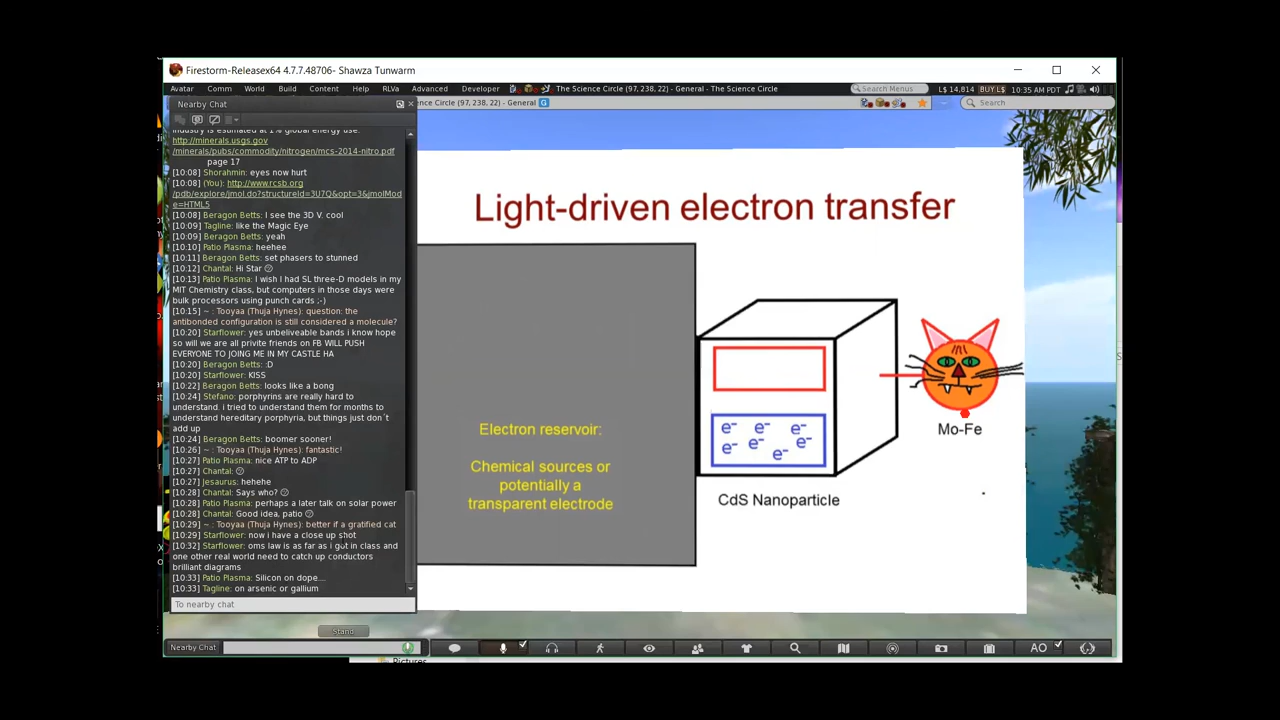 Firestorm-Releasex64 4.7.7.48706- Shawza Tunwarm
Avatar Comm World Build Content Help RLVa Advanced Developer The Science Circle (97, 238, 22) - General - The Science Circle Search Menus L$ 14,814 BUY L$ 10:35 AM PDT
Nearby Chat
ence Circle (97, 238, 22) - General
Search
industry is estimated at 1% global energy use.
http://minerals.usgs.gov
/minerals/pubs/commodity/nitrogen/mcs-2014-nitro.pdf
page 17
[10:08] Shorahmin: eyes now hurt
[10:08] (You): http://www.rcsb.org
/pdb/explore/jmol.do?structureId=3U7Q&opt=3&jmolMod
e=HTML5
[10:08] Beragon Betts: I see the 3D V. cool
[10:09] Tagline: like the Magic Eye
[10:09] Beragon Betts: yeah
[10:10] Patio Plasma: heehee
[10:11] Beragon Betts: set phasers to stunned
[10:12] Chantal: Hi Star
[10:13] Patio Plasma: I wish I had SL three-D models in my
MIT Chemistry class, but computers in those days were
bulk processors using punch cards ;-)
[10:15] ~ : Tooyaa (Thuja Hynes): question: the
antibonded configuration is still considered a molecule?
[10:20] Starflower: yes unbeliveable bands i know hope
so will we are all privite friends on FB WILL PUSH
EVERYONE TO JOING ME IN MY CASTLE HA
[10:20] Beragon Betts: :D
[10:20] Starflower: KISS
[10:22] Beragon Betts: looks like a bong
[10:24] Stefano: porphyrins are really hard to
understand. i tried to understand them for months to
understand hereditary porphyria, but things just don´t
add up
[10:24] Beragon Betts: boomer sooner!
[10:26] ~ : Tooyaa (Thuja Hynes): fantastic!
[10:27] Patio Plasma: nice ATP to ADP
[10:27] Chantal:
[10:27] Jesaurus: hehehe
[10:28] Chantal: Says who?
[10:28] Patio Plasma: perhaps a later talk on solar power
[10:28] Chantal: Good idea, patio
[10:29] ~ : Tooyaa (Thuja Hynes): better if a gratified cat
[10:29] Starflower: now i have a close up shot
[10:32] Starflower: oms law is as far as i gut in class and
one other real world need to catch up conductors
brilliant diagrams
[10:33] Patio Plasma: Silicon on dope....
[10:33] Tagline: on arsenic or gallium
To nearby chat
Stand
Nearby Chat
AO
Pictures
Light-driven electron transfer
Electron reservoir:
Chemical sources or
potentially a
transparent electrode
e- e- e-
e- e- e-
e-
CdS Nanoparticle
Mo-Fe